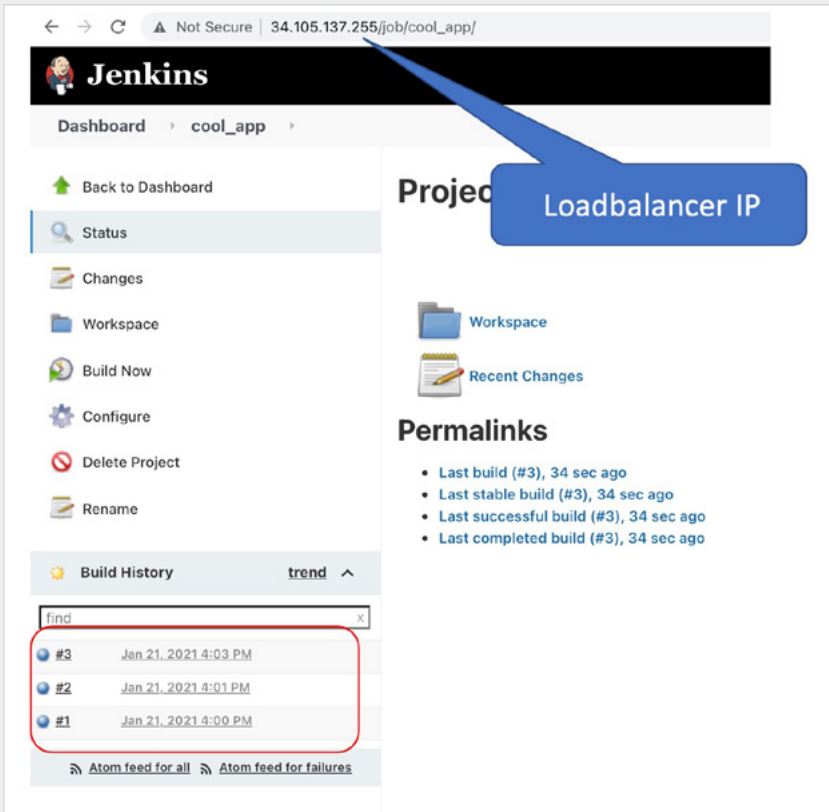 Not Secure 34.105.137.255/job/cool_app/
Jenkins
Dashboard cool_app
Back to Dashboard
Status
Changes
Workspace
Build Now
Configure
Delete Project
Rename
Build History trend
find x
#3 Jan 21, 2021 4:03 PM
#2 Jan 21, 2021 4:01 PM
#1 Jan 21, 2021 4:00 PM
Atom feed for all Atom feed for failures
Projec
Loadbalancer IP
Workspace
Recent Changes
Permalinks
• Last build (#3), 34 sec ago
• Last stable build (#3), 34 sec ago
• Last successful build (#3), 34 sec ago
• Last completed build (#3), 34 sec ago